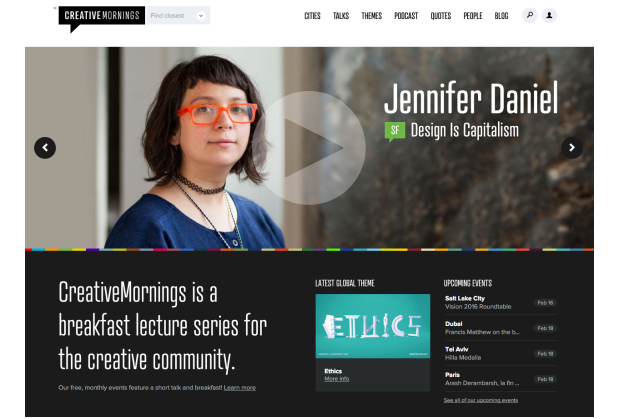 CREATIVEMORNINGS
Find closest
CITIES TALKS THEMES PODCAST QUOTES PEOPLE BLOG
Jennifer Daniel
SF Design Is Capitalism
CreativeMornings is a
breakfast lecture series for
the creative community.
Our free, monthly events feature a short talk and breakfast! Learn more
LATEST GLOBAL THEME
ETHICS
Ethics
More info
UPCOMING EVENTS
Salt Lake City
Vision 2016 Roundtable
Feb 16
Dubai
Francis Matthew on the b...
Feb 18
Tel Aviv
Hilla Medalia
Feb 18
Paris
Arash Derambarsh, la fin ...
Feb 18
See all of our upcoming events